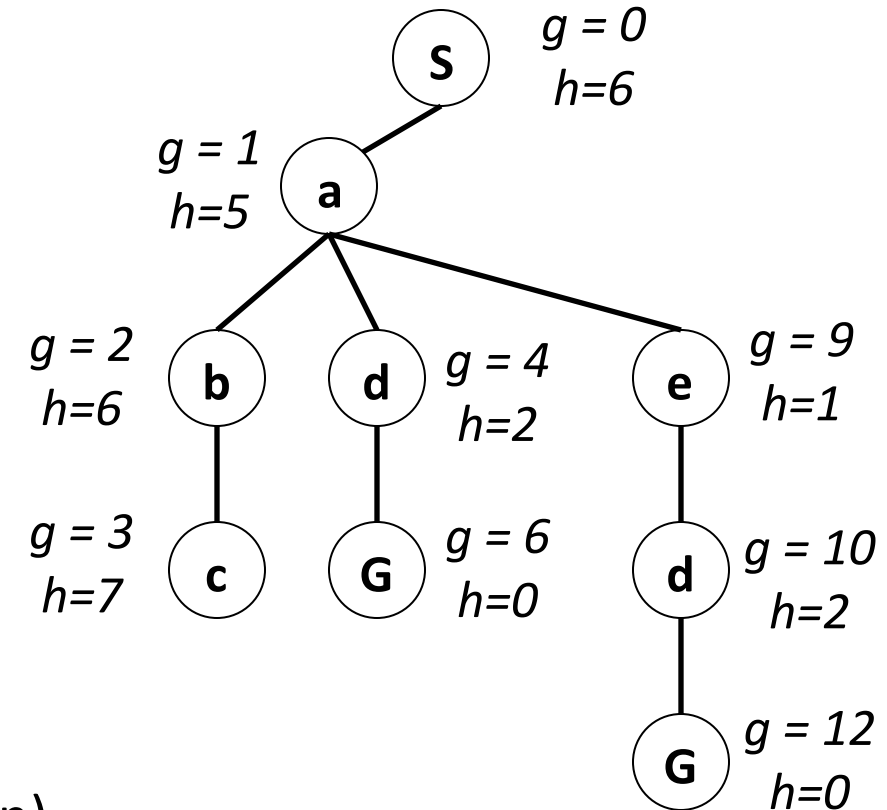 S
g = 0
h=6
g = 1
h=5
a
g = 2
h=6
b
d
g = 4
h=2
e
g = 9
h=1
g = 3
h=7
c
G
g = 6
h=0
d
g = 10
h=2
G
g = 12
h=0
n)